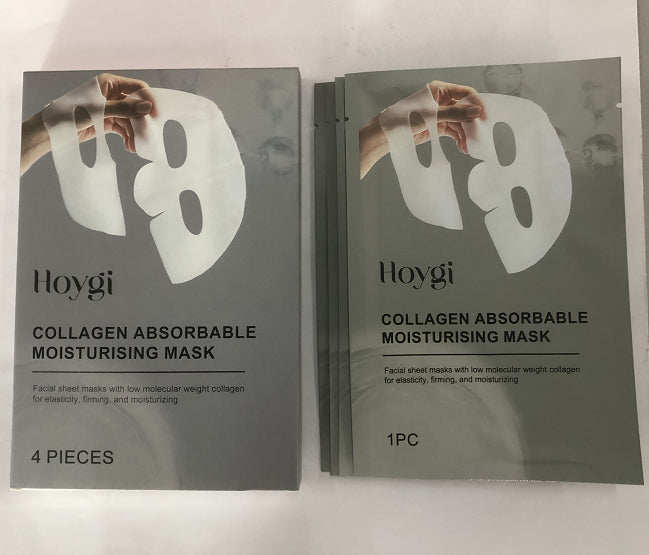 Hoygi
COLLAGEN ABSORBABLE
MOISTURISING MASK
Facial sheet masks with low molecular weight collagen
for elasticity, firming, and moisturizing
4 PIECES
Hoygi
COLLAGEN ABSORBABLE
MOISTURISING MASK
Facial sheet masks with low molecular weight collagen
for elasticity, firming, and moisturizing
1PC